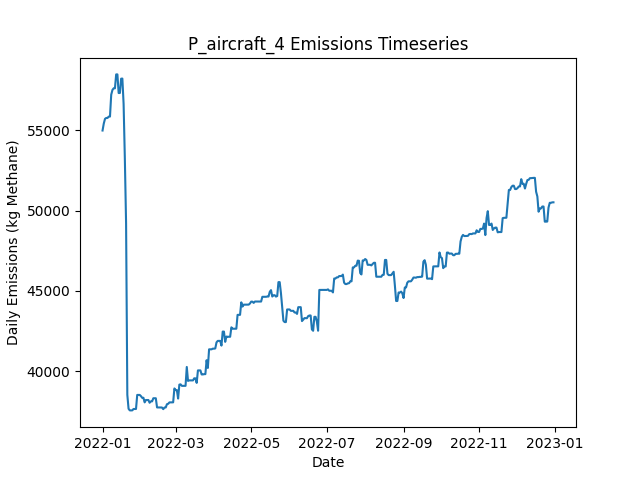 P_aircraft_4 Emissions Timeseries
Daily Emissions (kg Methane)
55000
50000
45000
40000
2022-01 2022-03 2022-05 2022-07 2022-09 2022-11 2023-01
Date